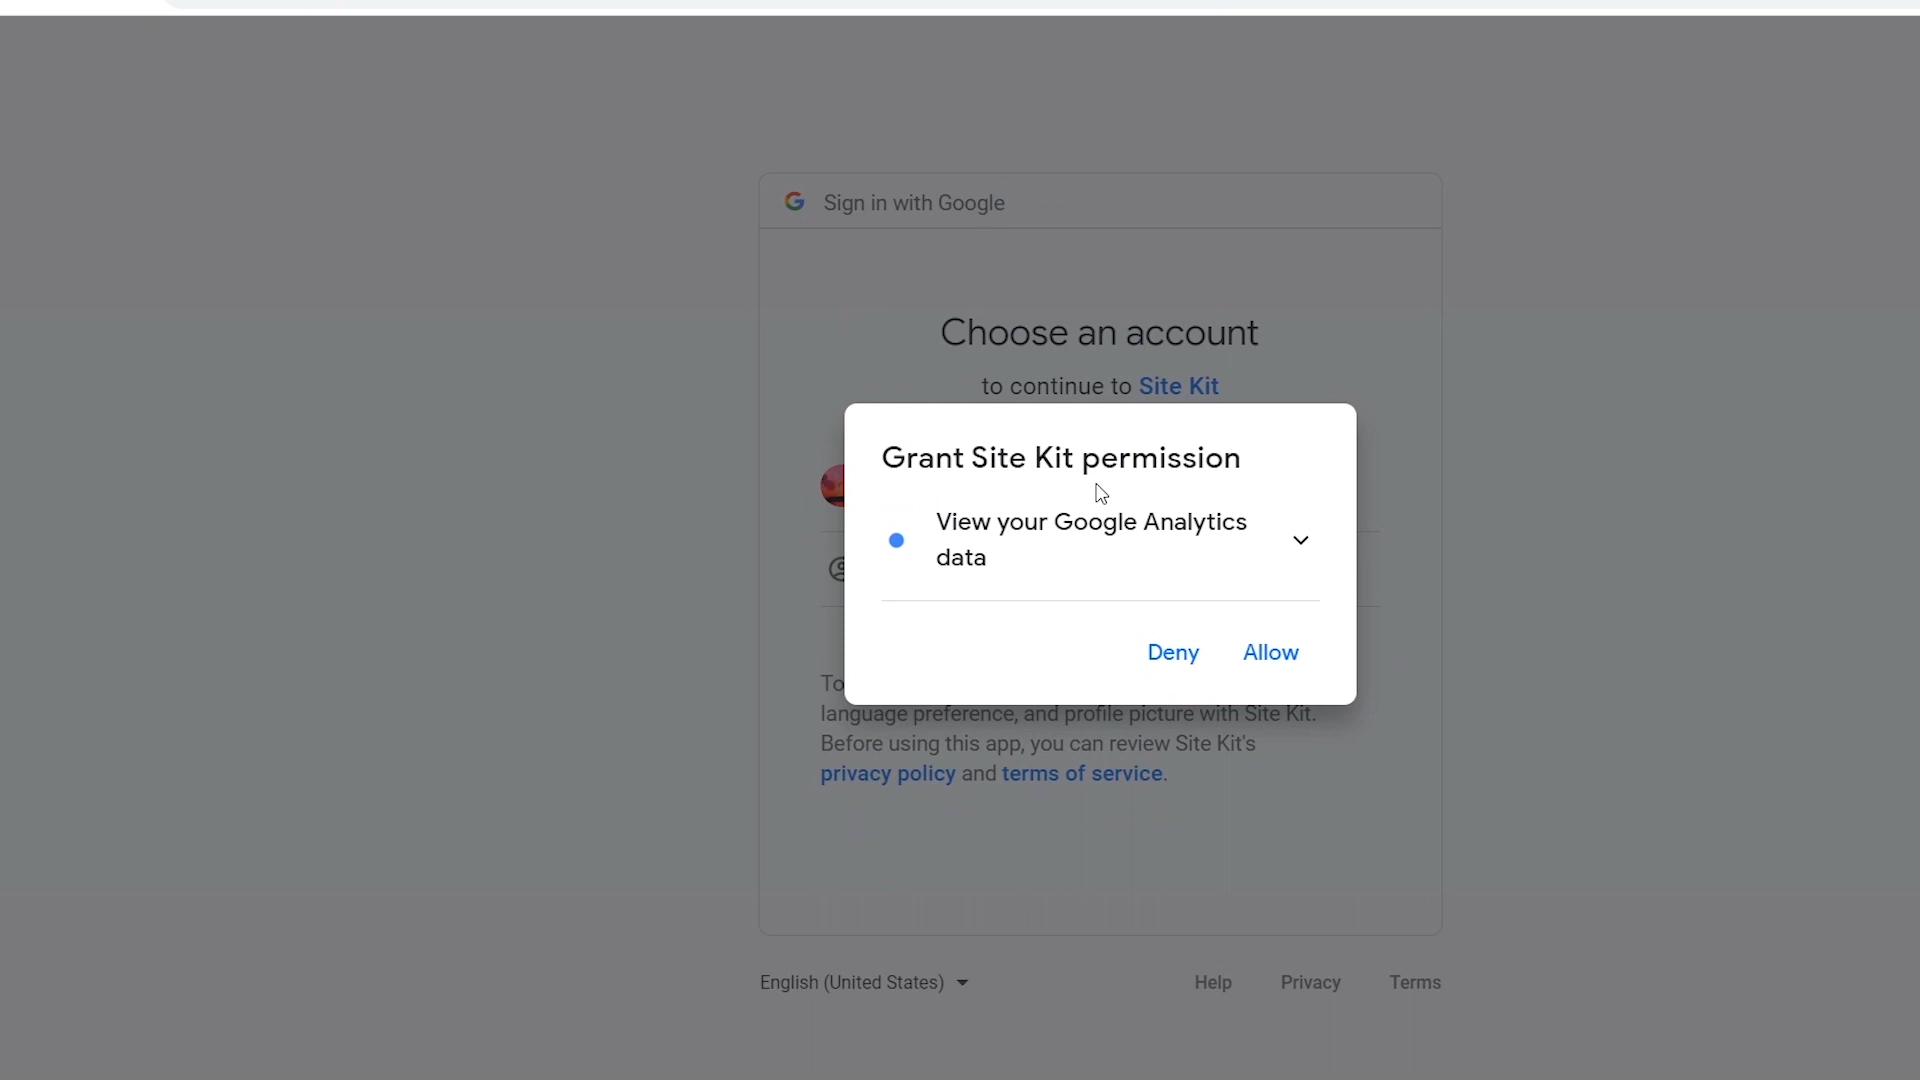 Sign in with Google
Choose an account
to continue to Site Kit
Grant Site Kit permission
View your Google Analytics
data
Deny Allow
To
language preference, and profile picture with Site Kit.
Before using this app, you can review Site Kit's
privacy policy and terms of service.
English (United States) Help Privacy Terms